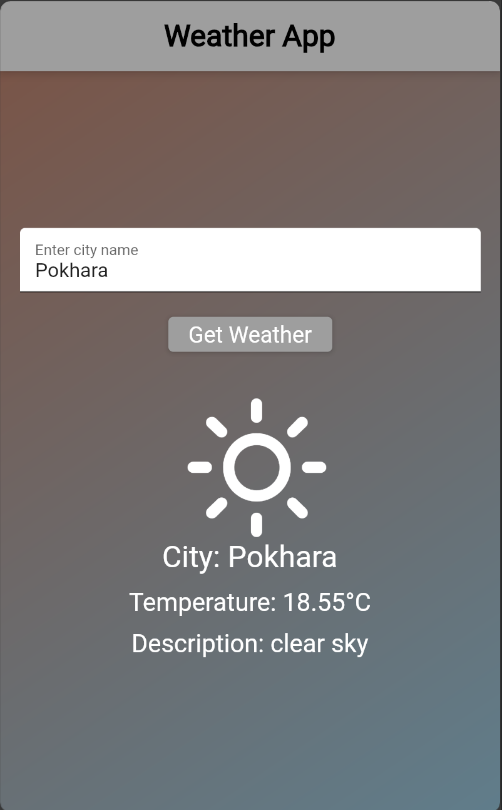 Weather App
Enter city name
Pokhara
Get Weather
City: Pokhara
Temperature: 18.55°C
Description: clear sky